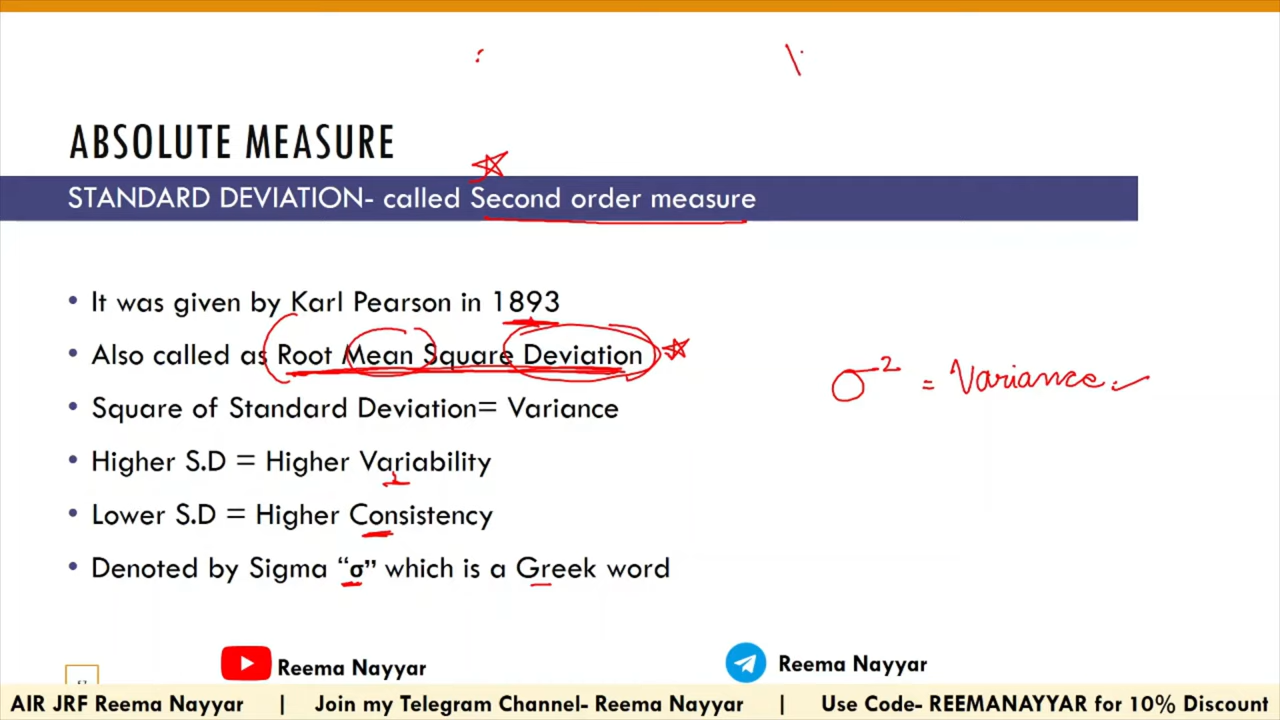 ABSOLUTE MEASURE
STANDARD DEVIATION- called Second order measure
• It was given by Karl Pearson in 1893
• Also called as Root Mean Square Deviation
• Square of Standard Deviation= Variance
σ² = Variance
• Higher S.D = Higher Variability
• Lower S.D = Higher Consistency
• Denoted by Sigma “σ” which is a Greek word
Reema Nayyar
Reema Nayyar
AIR JRF Reema Nayyar | Join my Telegram Channel- Reema Nayyar | Use Code- REEMANAYYAR for 10% Discount